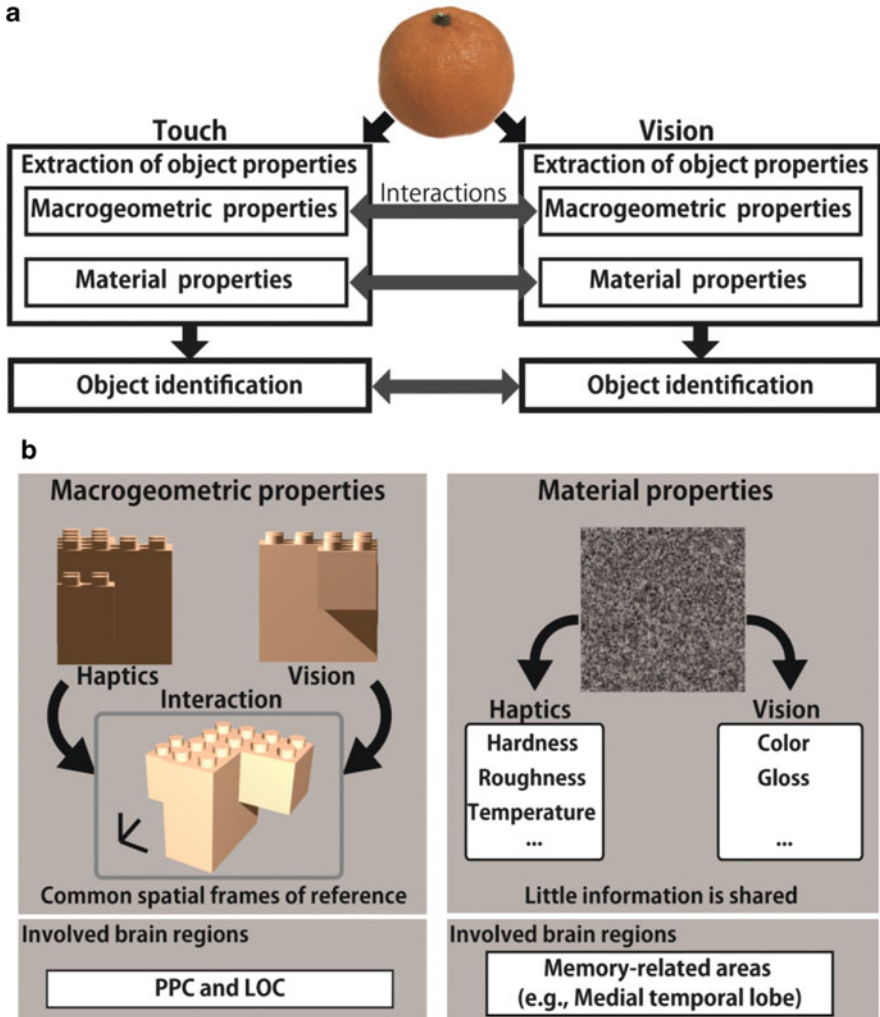 a
Touch
Vision
Extraction of object properties
Extraction of object properties
Interactions
Macrogeometric properties
Macrogeometric properties
Material properties
Material properties
Object identification
Object identification
b
Macrogeometric properties
Haptics
Vision
Interaction
Common spatial frames of reference
Involved brain regions
PPC and LOC
Material properties
Haptics
Hardness
Roughness
Temperature
...
Vision
Color
Gloss
...
Little information is shared
Involved brain regions
Memory-related areas
(e.g., Medial temporal lobe)